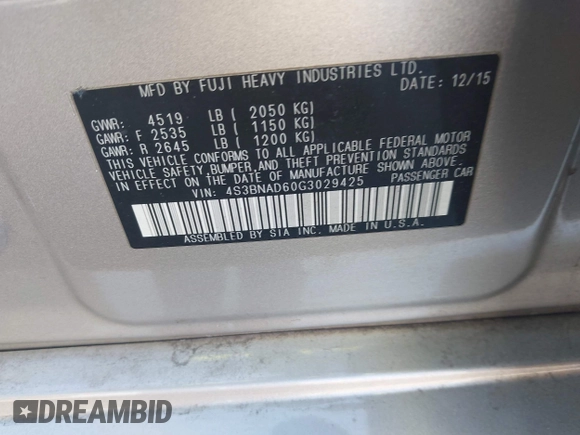 MFD BY FUJI HEAVY INDUSTRIES LTD.
DATE: 12/15
GVWR: 4519 LB ( 2050 KG)
GAWR: F 2535 LB ( 1150 KG)
GAWR: R 2645 LB ( 1200 KG)
THIS VEHICLE CONFORMS TO ALL APPLICABLE FEDERAL MOTOR
VEHICLE SAFETY,BUMPER,AND THEFT PREVENTION STANDARDS
IN EFFECT ON THE DATE OF MANUFACTURE SHOWN ABOVE.
VIN: 4S3BNAD60G3029425 PASSENGER CAR
ASSEMBLED BY SIA INC. MADE IN U.S.A.
DREAMBID